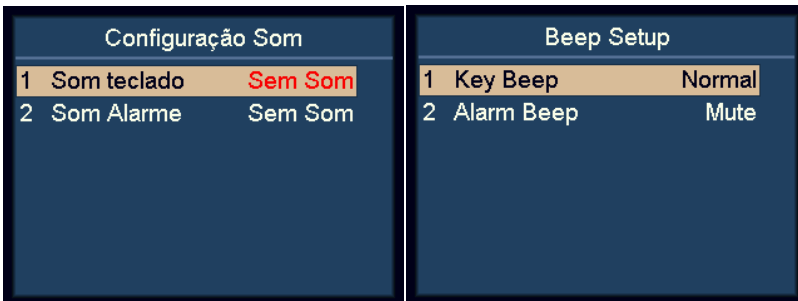 Configuração Som
1 Som teclado Sem Som
2 Som Alarme Sem Som
Beep Setup
1 Key Beep Normal
2 Alarm Beep Mute